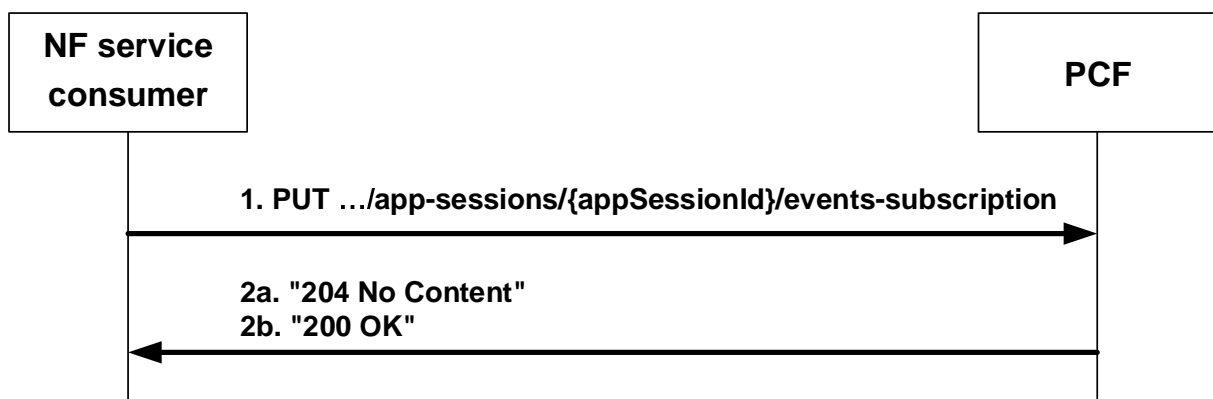 NF service
consumer
PCF
1. PUT …/app-sessions/{appSessionId}/events-subscription
2a. "204 No Content"
2b. "200 OK"